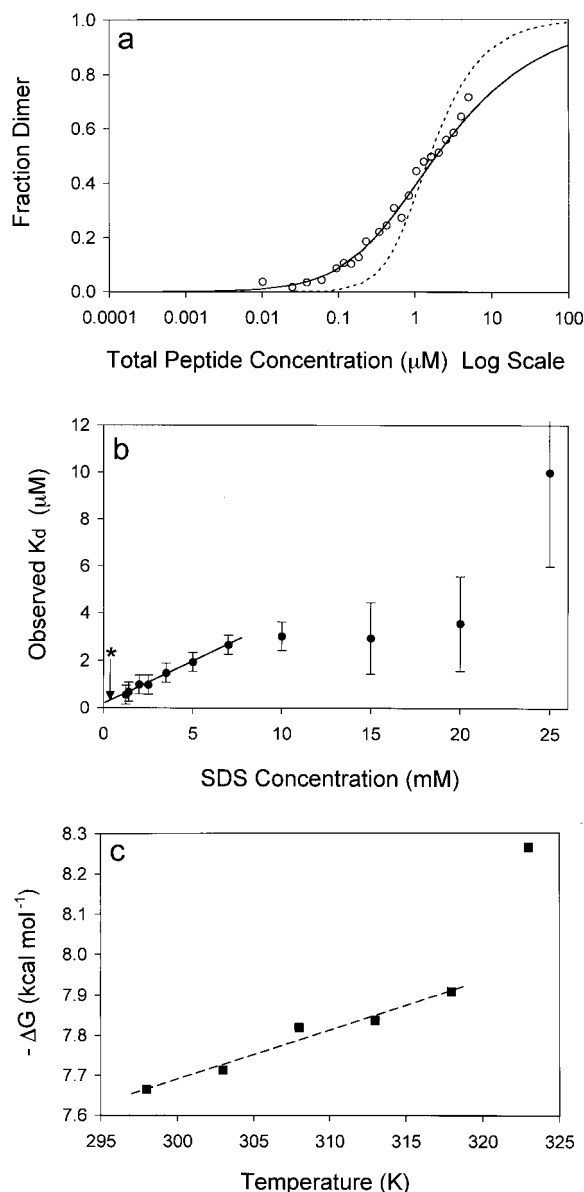 a
1.0
0.8
0.6
0.4
0.2
0.0
Fraction Dimer
0.0001 0.001 0.01 0.1 1 10 100
Total Peptide Concentration (μM) Log Scale
b
12
10
8
6
4
2
0
Observed Kd (μM)
*
0 5 10 15 20 25
SDS Concentration (mM)
c
8.3
8.2
8.1
8.0
7.9
7.8
7.7
7.6
- ΔG (kcal mol⁻¹)
295 300 305 310 315 320 325
Temperature (K)